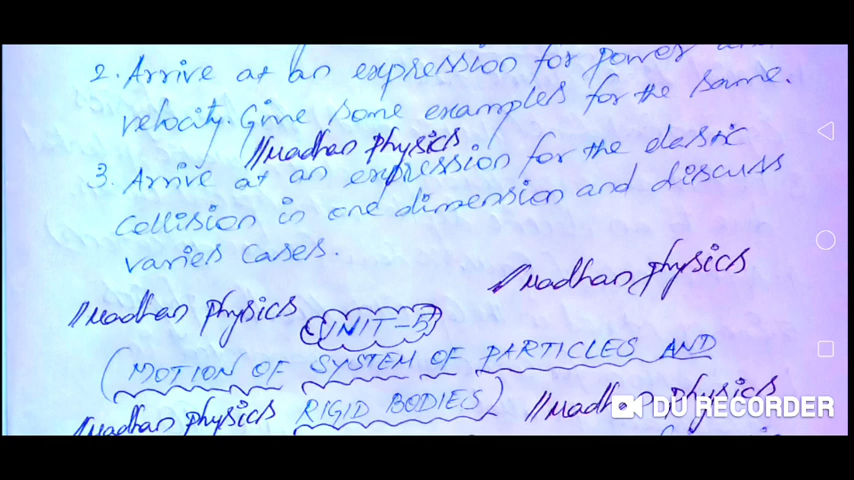 2. Arrive at an expression for power and
velocity. Give some examples for the same.
//Madhan physics
3. Arrive at an expression for the elastic
collision in one dimension and discuss
varies cases.
//Madhan physics
//Madhan physics
UNIT-5
(MOTION OF SYSTEM OF PARTICLES AND
RIGID BODIES)
//Madhan physics
//Madhan physics
DU RECORDER